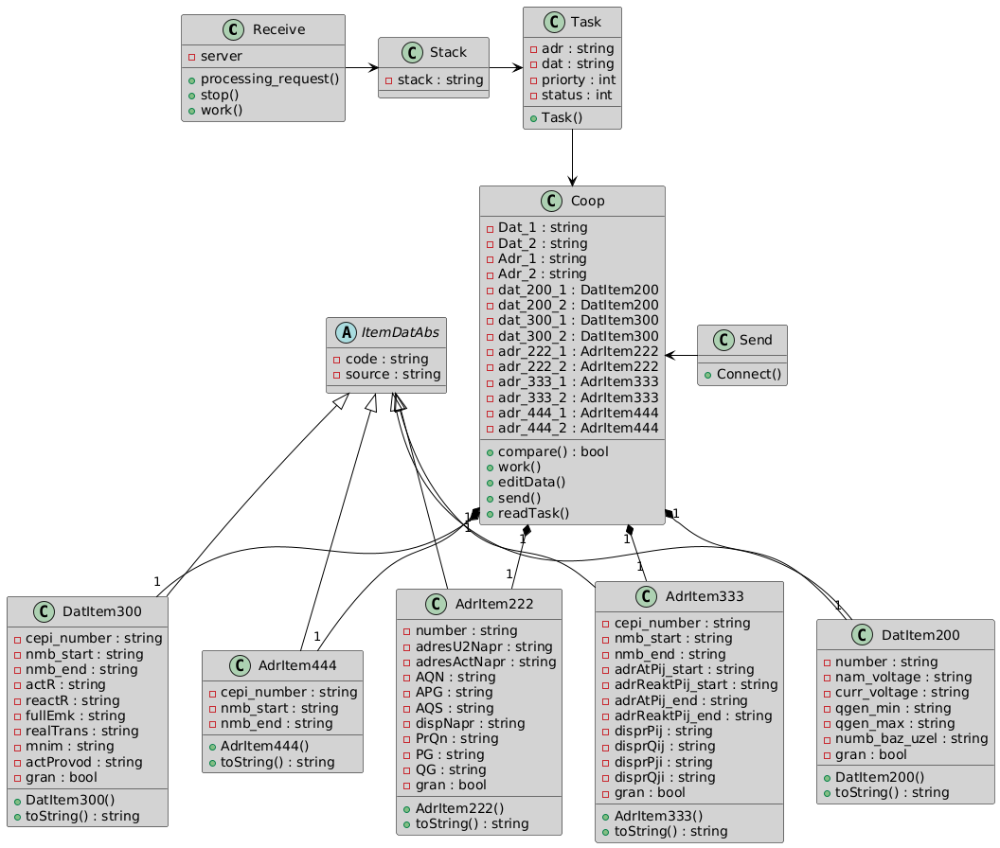 C Receive
server
processing_request()
stop()
work()
C Stack
stack : string
C Task
adr : string
dat : string
priorty : int
status : int
Task()
C Coop
Dat_1 : string
Dat_2 : string
Adr_1 : string
Adr_2 : string
dat_200_1 : DatItem200
dat_200_2 : DatItem200
dat_300_1 : DatItem300
dat_300_2 : DatItem300
adr_222_1 : AdrItem222
adr_222_2 : AdrItem222
adr_333_1 : AdrItem333
adr_333_2 : AdrItem333
adr_444_1 : AdrItem444
adr_444_2 : AdrItem444
compare() : bool
work()
editData()
send()
readTask()
A ItemDatAbs
code : string
source : string
C Send
Connect()
1
1
1
1
1
1
1
1
1
1
C DatItem300
cepi_number : string
nmb_start : string
nmb_end : string
actR : string
reactR : string
fullEmk : string
realTrans : string
mnim : string
actProvod : string
gran : bool
DatItem300()
toString() : string
C AdrItem444
cepi_number : string
nmb_start : string
nmb_end : string
AdrItem444()
toString() : string
C AdrItem222
number : string
adresU2Napr : string
adresActNapr : string
AQN : string
APG : string
AQS : string
dispNapr : string
PrQn : string
PG : string
QG : string
gran : bool
AdrItem222()
toString() : string
C AdrItem333
cepi_number : string
nmb_start : string
nmb_end : string
adrAtPij_start : string
adrReaktPij_start : string
adrAtPij_end : string
adrReaktPij_end : string
disprPij : string
disprQij : string
disprPji : string
disprQji : string
gran : bool
AdrItem333()
toString() : string
C DatItem200
number : string
nam_voltage : string
curr_voltage : string
qgen_min : string
qgen_max : string
numb_baz_uzel : string
gran : bool
DatItem200()
toString() : string